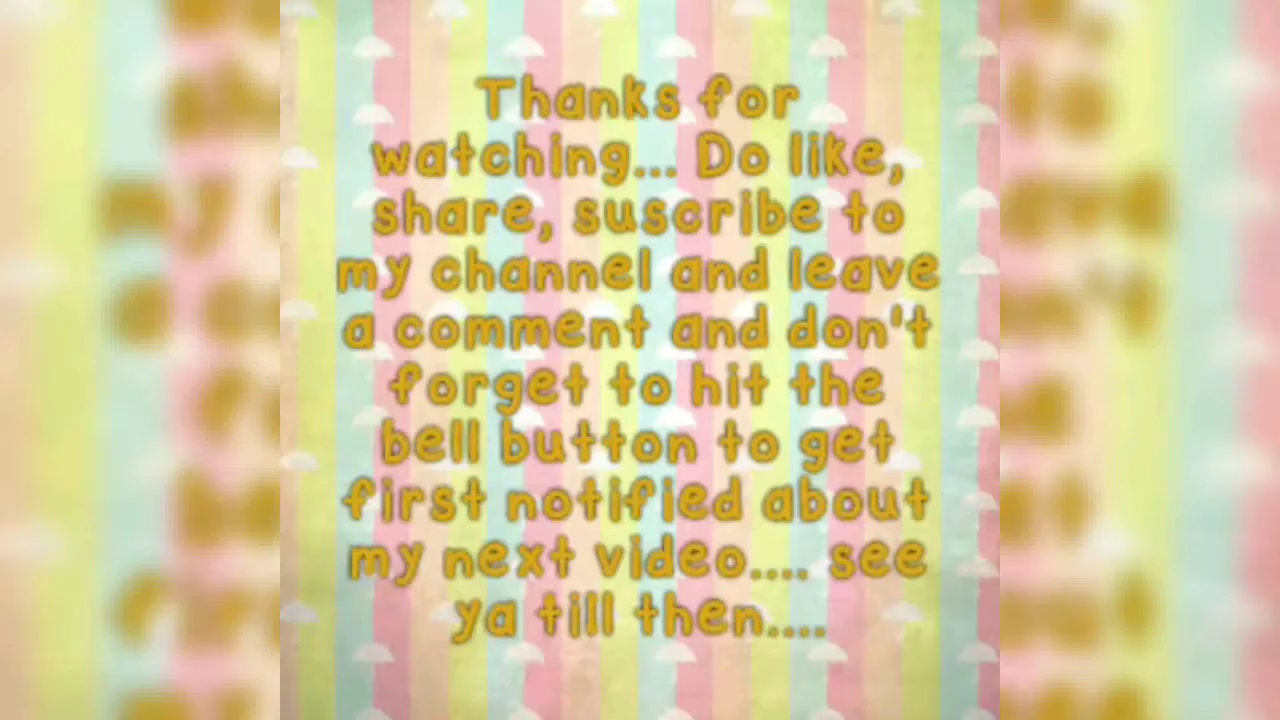 Thanks for
watching... Do like,
share, suscribe to
my channel and leave
a comment and don't
forget to hit the
bell button to get
first notified about
my next video.... see
ya till then....